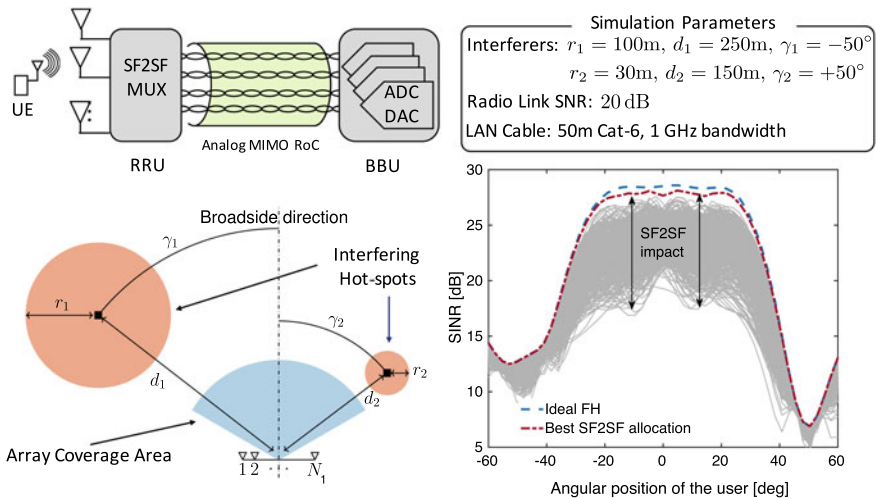 UE
SF2SF
MUX
RRU
Analog MIMO RoC
ADC
DAC
BBU
Simulation Parameters
Interferers: r₁ = 100m, d₁ = 250m, γ₁ = −50°
r₂ = 30m, d₂ = 150m, γ₂ = +50°
Radio Link SNR: 20 dB
LAN Cable: 50m Cat-6, 1 GHz bandwidth
Broadside direction
γ₁
Interfering
Hot-spots
r₁
γ₂
d₁
d₂
r₂
Array Coverage Area
1 2 ... N₁
30
25
20
15
10
5
SINR [dB]
SF2SF
impact
Ideal FH
Best SF2SF allocation
-60 -40 -20 0 20 40 60
Angular position of the user [deg]